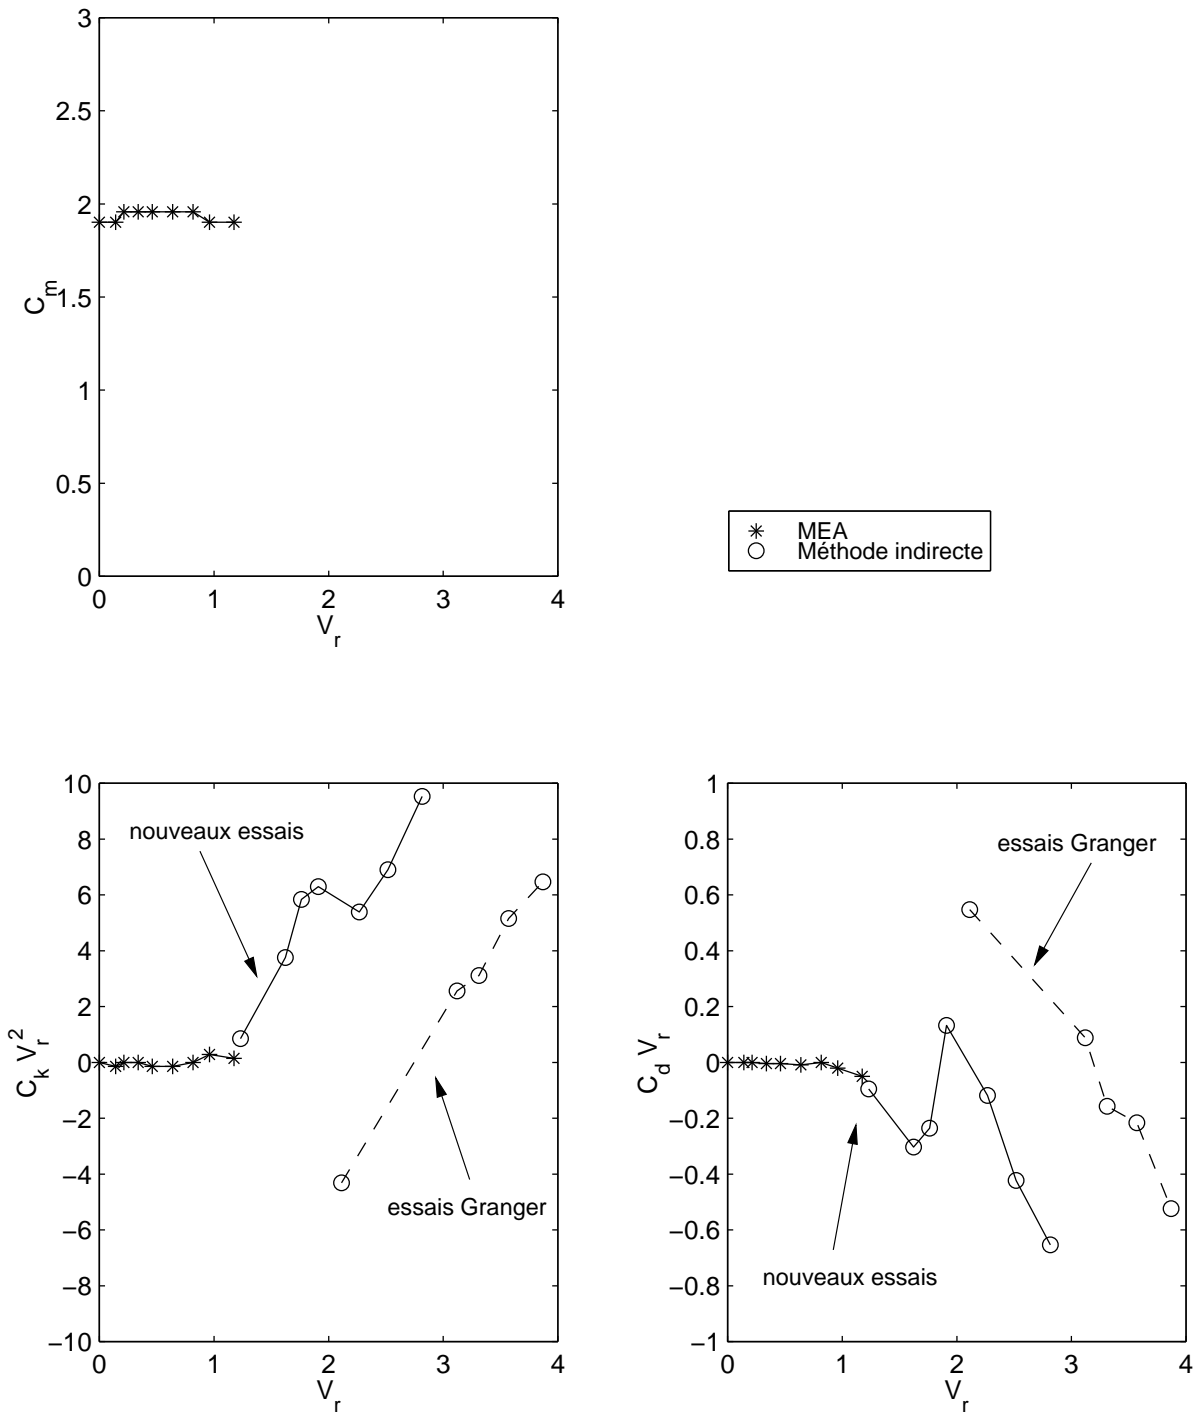 3
2.5
2
1.5
1
0.5
0
C_m
0 1 2 3 4
V_r
MEA
Méthode indirecte
10
8
6
4
2
0
−2
−4
−6
−8
−10
C_k V_r^2
nouveaux essais
essais Granger
0 1 2 3 4
V_r
1
0.8
0.6
0.4
0.2
0
−0.2
−0.4
−0.6
−0.8
−1
C_d V_r
essais Granger
nouveaux essais
0 1 2 3 4
V_r